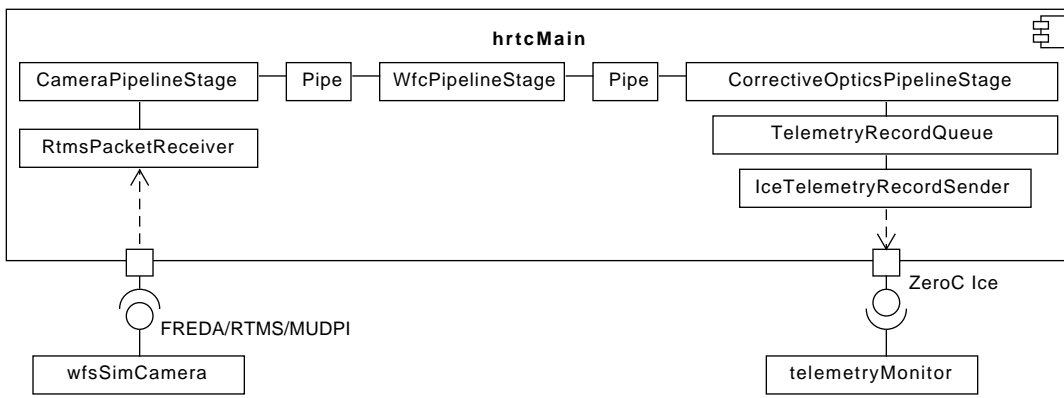 hrtcMain
CameraPipelineStage
Pipe
WfcPipelineStage
Pipe
CorrectiveOpticsPipelineStage
RtmsPacketReceiver
TelemetryRecordQueue
IceTelemetryRecordSender
ZeroC Ice
FREDA/RTMS/MUDPI
wfsSimCamera
telemetryMonitor